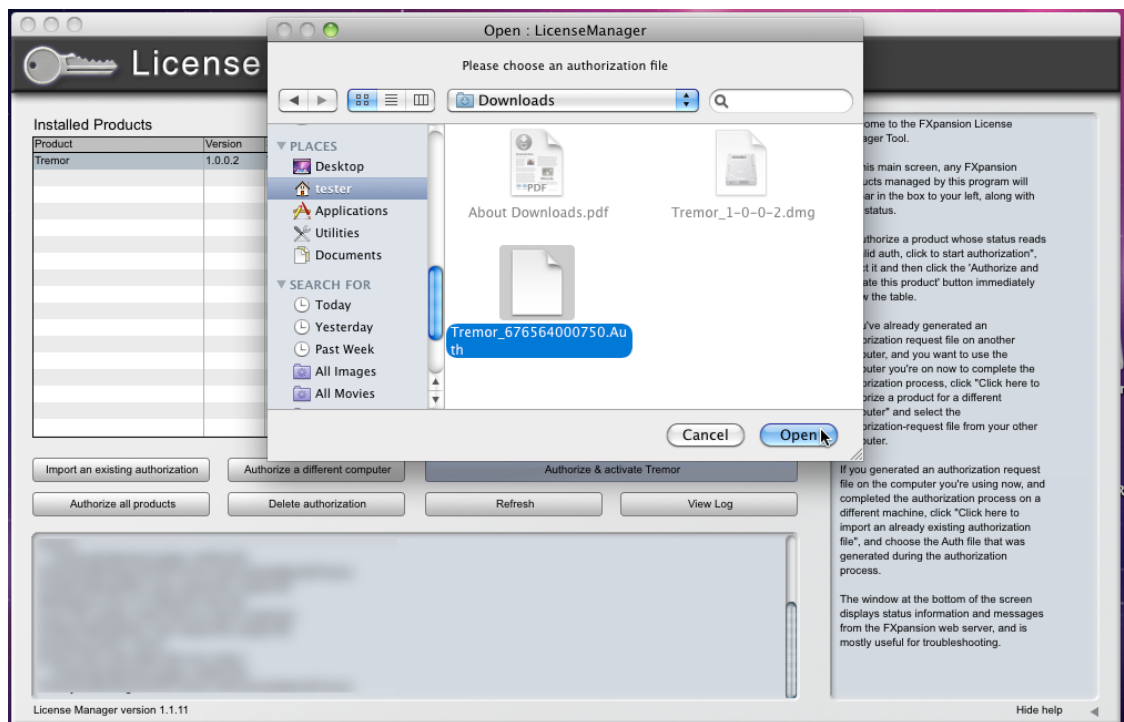 Open : LicenseManager
License
Please choose an authorization file
Downloads
Installed Products
Product Version
Tremor 1.0.0.2
PLACES
Desktop
tester
Applications
Utilities
Documents
SEARCH FOR
Today
Yesterday
Past Week
All Images
All Movies
PDF
About Downloads.pdf
Tremor_1-0-0-2.dmg
Tremor_676564000750.Au
th
Cancel
Open
ome to the FXpansion License
ager Tool.
is main screen, any FXpansion
ucts managed by this program will
ar in the box to your left, along with
status.
uthorize a product whose status reads
lid auth, click to start authorization",
t it and then click the 'Authorize and
ate this product' button immediately
w the table.
u've already generated an
orization request file on another
puter, and you want to use the
puter you're on now to complete the
orization process, click "Click here to
orize a product for a different
puter" and select the
orization-request file from your other
puter.
If you generated an authorization request
file on the computer you're using now, and
completed the authorization process on a
different machine, click "Click here to
import an already existing authorization
file", and choose the Auth file that was
generated during the authorization
process.
The window at the bottom of the screen
displays status information and messages
from the FXpansion web server, and is
mostly useful for troubleshooting.
Import an existing authorization
Authorize a different computer
Authorize & activate Tremor
Authorize all products
Delete authorization
Refresh
View Log
License Manager version 1.1.11
Hide help